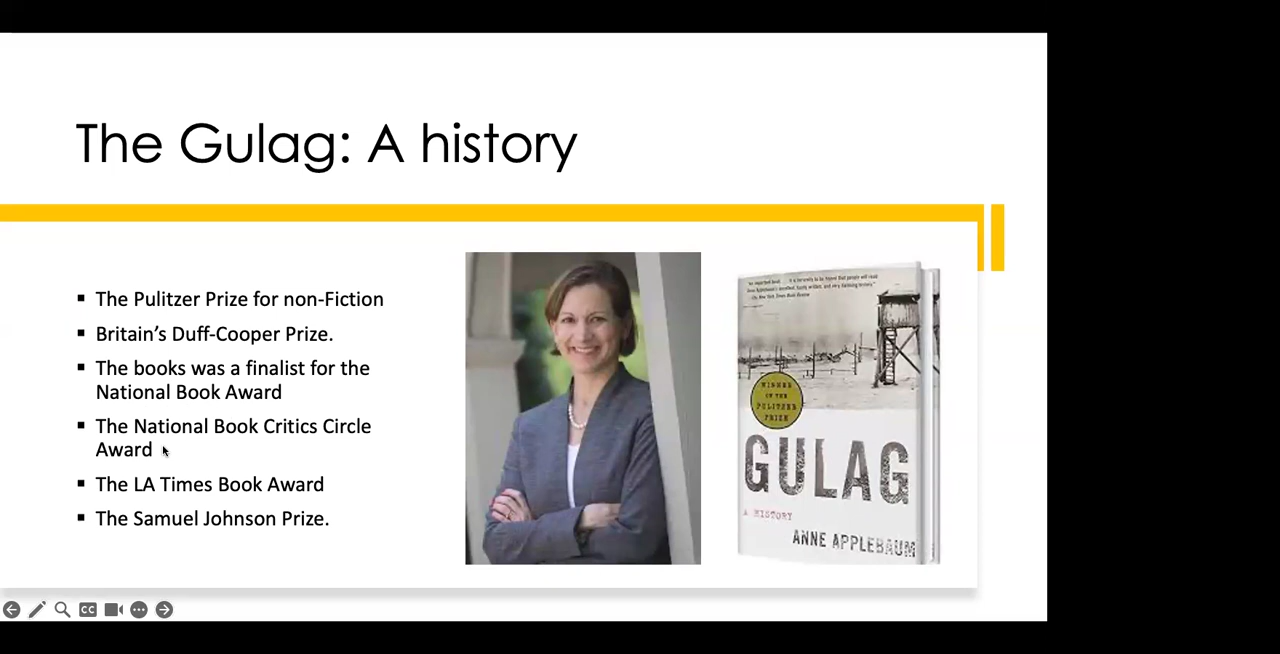 The Gulag: A history
▪ The Pulitzer Prize for non-Fiction
▪ Britain's Duff-Cooper Prize.
▪ The books was a finalist for the
National Book Award
▪ The National Book Critics Circle
Award
▪ The LA Times Book Award
▪ The Samuel Johnson Prize.
WINNER
OF THE
PULITZER
PRIZE
GULAG
A HISTORY
ANNE APPLEBAUM
CC